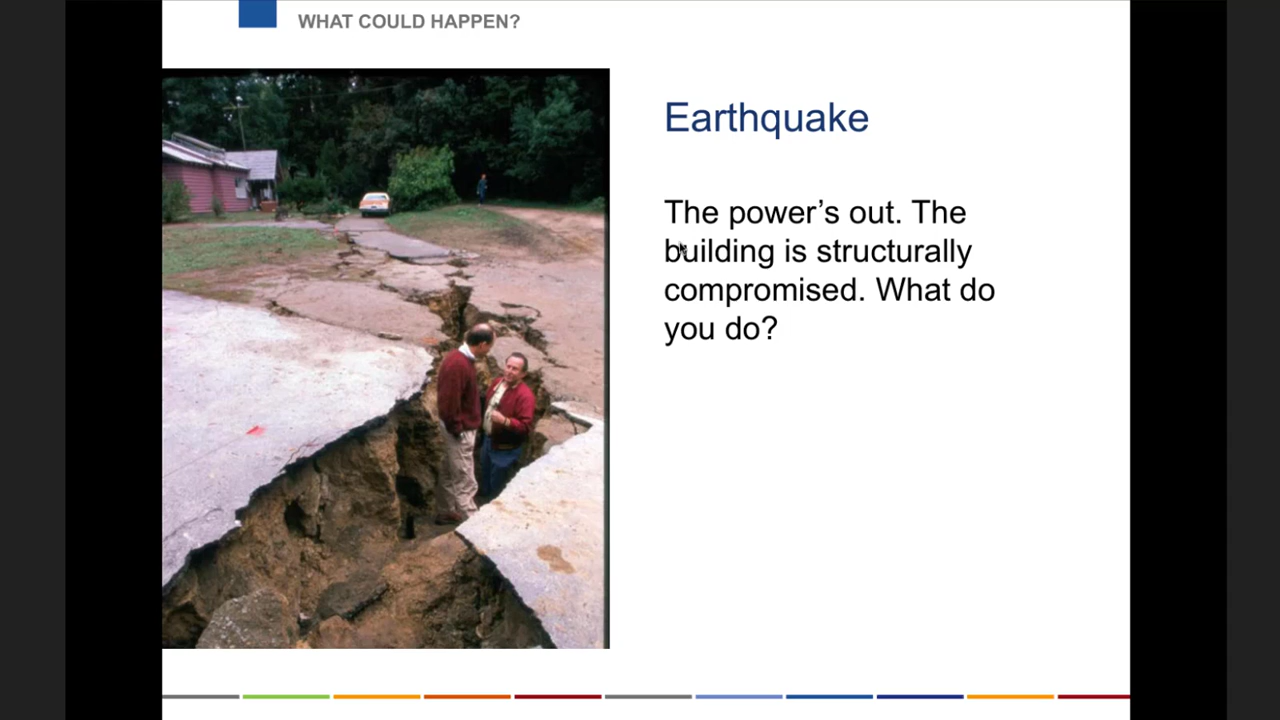 WHAT COULD HAPPEN?
Earthquake
The power’s out. The
building is structurally
compromised. What do
you do?